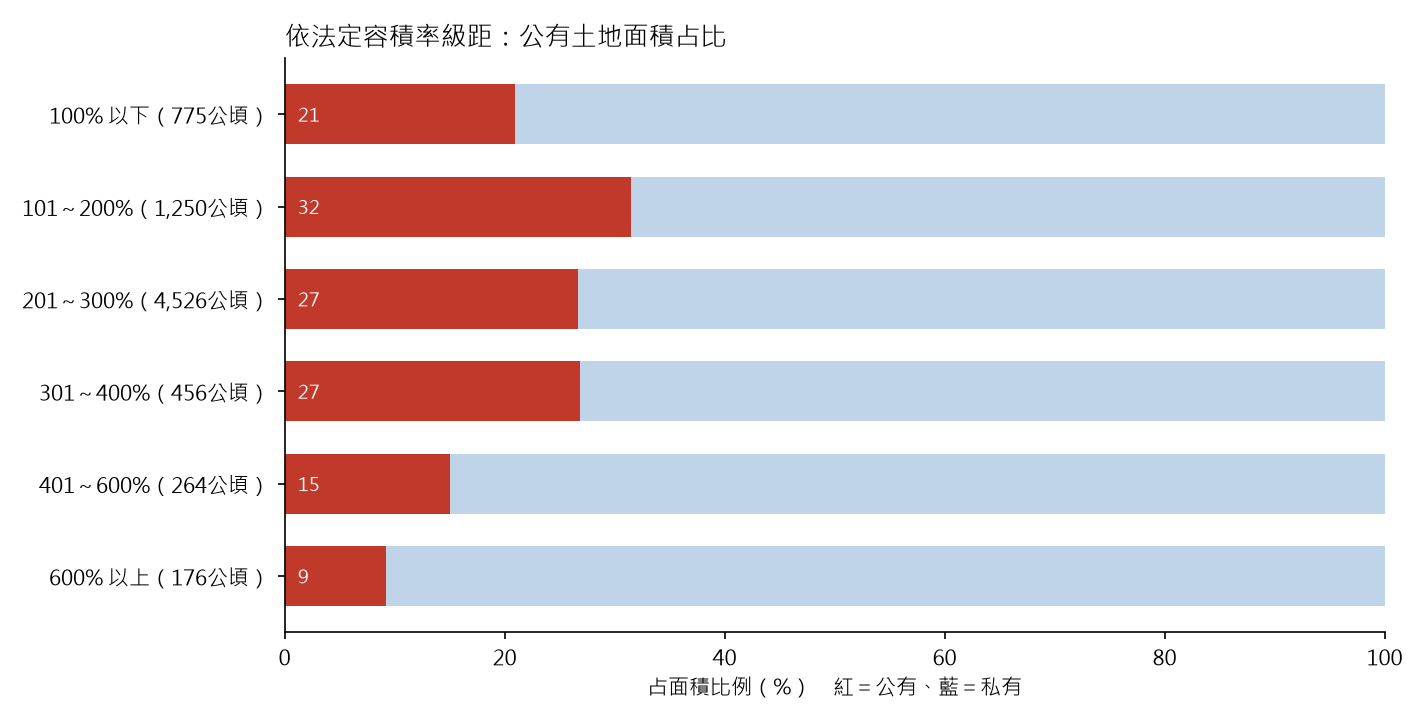 依法定容積率級距：公有土地面積占比
100% 以下（775公頃）
21
101～200%（1,250公頃）
32
201～300%（4,526公頃）
27
301～400%（456公頃）
27
401～600%（264公頃）
15
600% 以上（176公頃）
9
0 20 40 60 80 100
占面積比例（%）　紅＝公有、藍＝私有